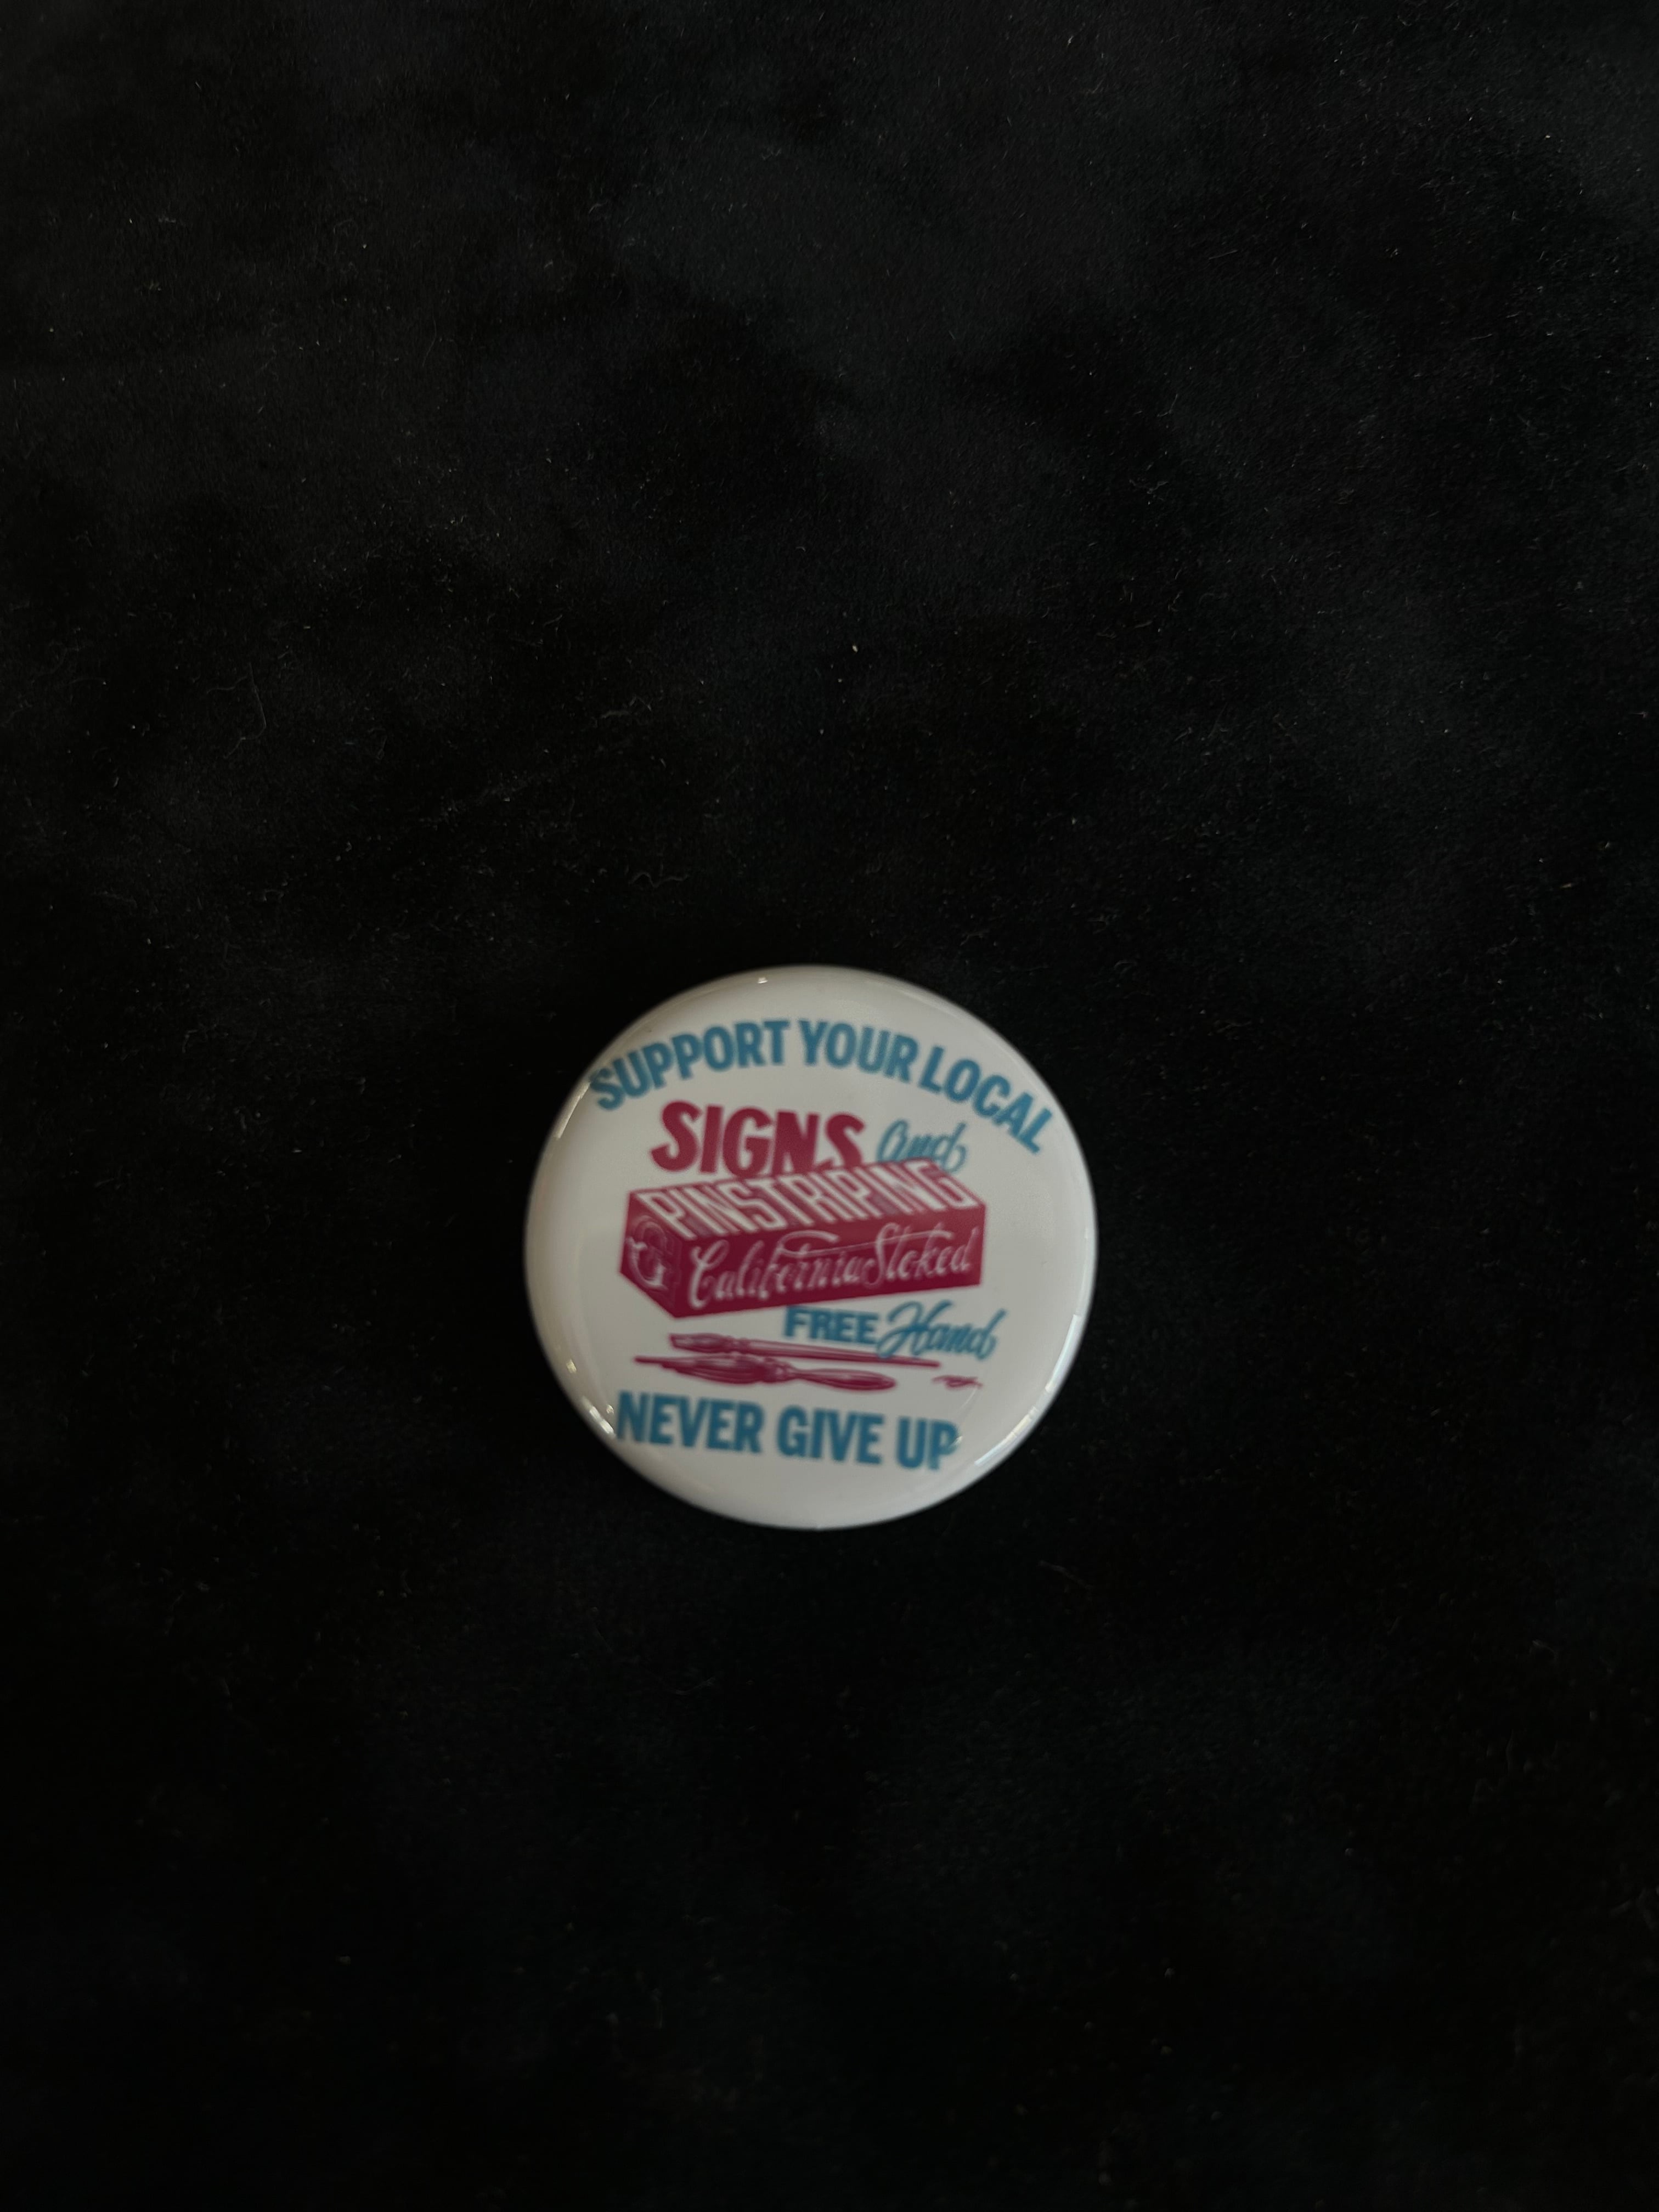 SUPPORT YOUR LOCAL
SIGNS and
PINSTRIPING
G
California Stoked
FREE Hand
NEVER GIVE UP